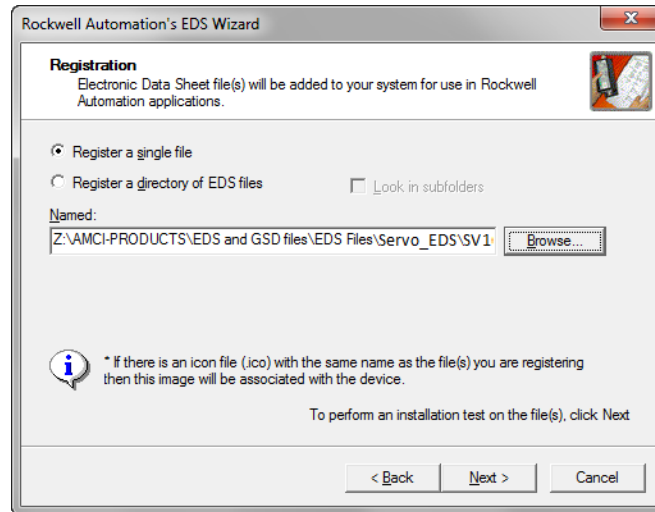 Rockwell Automation's EDS Wizard
Registration
Electronic Data Sheet file(s) will be added to your system for use in Rockwell
Automation applications.
Register a single file
Register a directory of EDS files
Look in subfolders
Named:
Z:\AMCI-PRODUCTS\EDS and GSD files\EDS Files\Servo_EDS\SV1
Browse...
* If there is an icon file (.ico) with the same name as the file(s) you are registering
then this image will be associated with the device.
To perform an installation test on the file(s), click Next
< Back
Next >
Cancel